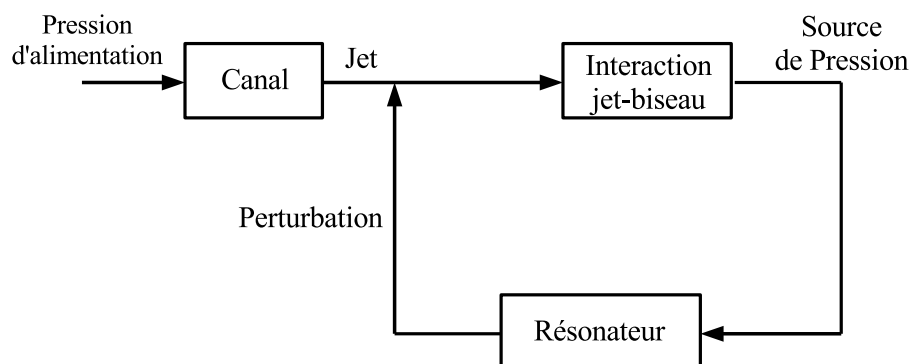 Pression
d'alimentation
Canal
Jet
Interaction
jet-biseau
Source
de Pression
Perturbation
Résonateur